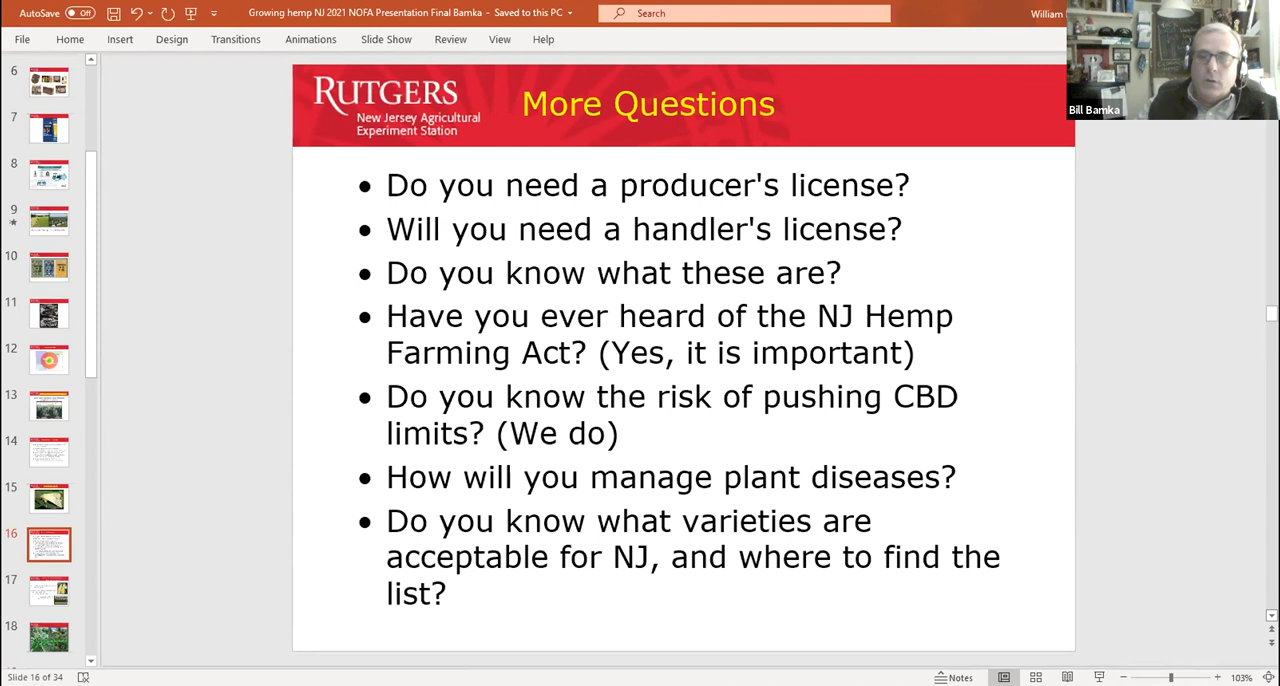 AutoSave Off Growing hemp NJ 2021 NOFA Presentation Final Bamka - Saved to this PC Search William
File Home Insert Design Transitions Animations Slide Show Review View Help
Bill Bamka
RUTGERS
New Jersey Agricultural
Experiment Station
More Questions
• Do you need a producer's license?
• Will you need a handler's license?
• Do you know what these are?
• Have you ever heard of the NJ Hemp
Farming Act? (Yes, it is important)
• Do you know the risk of pushing CBD
limits? (We do)
• How will you manage plant diseases?
• Do you know what varieties are
acceptable for NJ, and where to find the
list?
6
7
8
9
10
11
12
13
14
15
16
17
18
Slide 16 of 34 Notes 103%